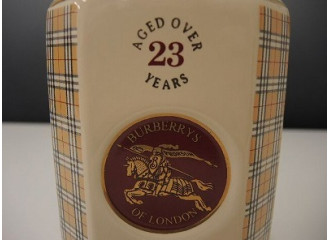 AGED OVER
23
YEARS
BURBERRYS
OF LONDON